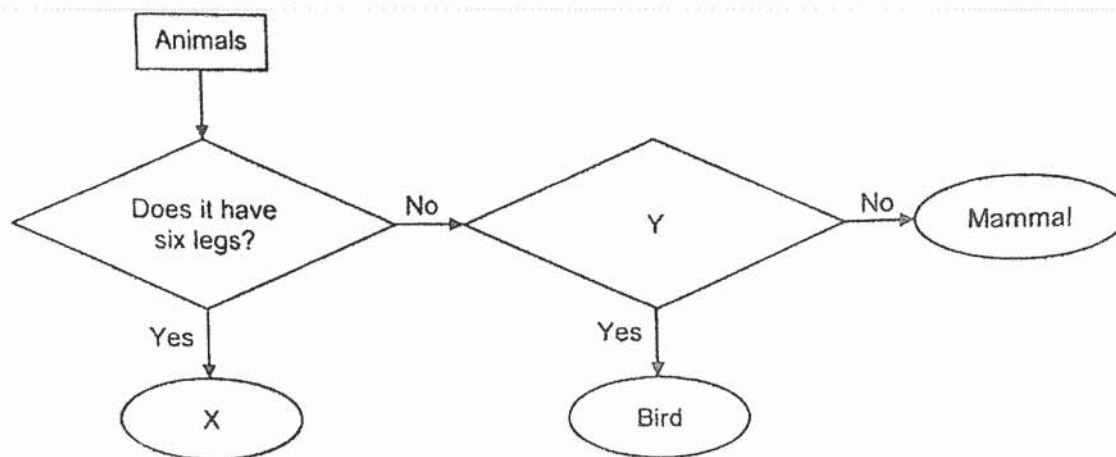 Animals
Does it have
six legs?
No
Y
No
Mammal
Yes
X
Yes
Bird